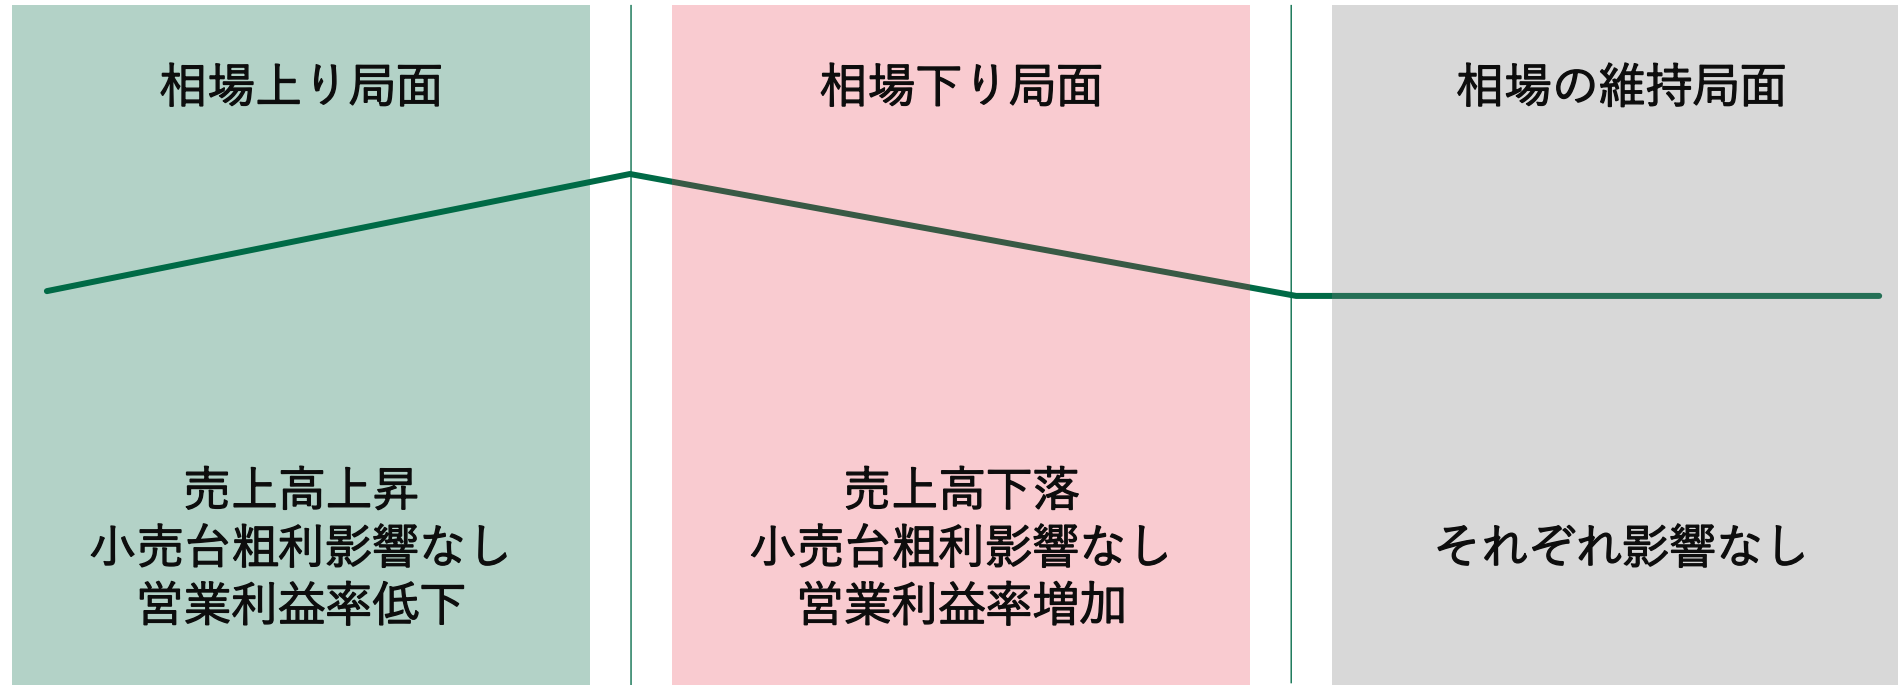 相場上り局面
売上高上昇
小売台粗利影響なし
営業利益率低下
相場下り局面
売上高下落
小売台粗利影響なし
営業利益率増加
相場の維持局面
それぞれ影響なし